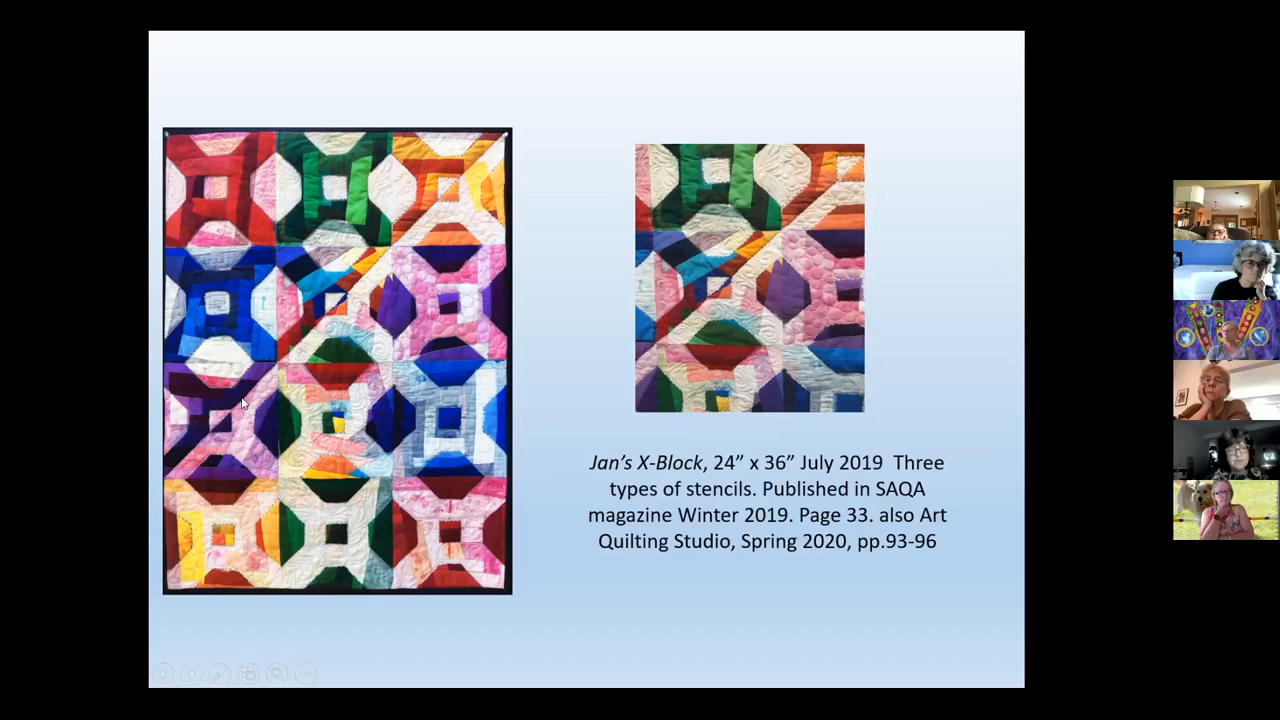 Jan’s X-Block, 24” x 36” July 2019  Three
types of stencils. Published in SAQA
magazine Winter 2019. Page 33. also Art
Quilting Studio, Spring 2020, pp.93-96